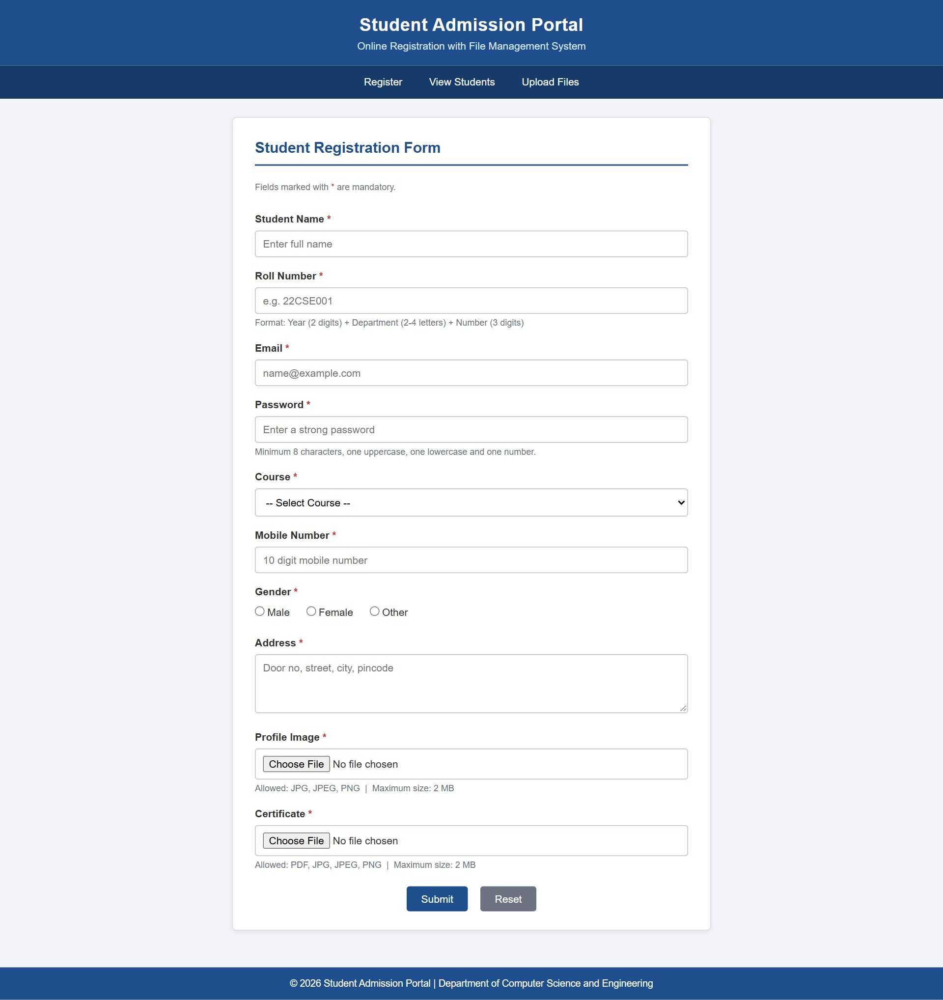 Student Admission Portal
Online Registration with File Management System
Register View Students Upload Files
Student Registration Form
Fields marked with * are mandatory.
Student Name *
Enter full name
Roll Number *
e.g. 22CSE001
Format: Year (2 digits) + Department (2-4 letters) + Number (3 digits)
Email *
name@example.com
Password *
Enter a strong password
Minimum 8 characters, one uppercase, one lowercase and one number.
Course *
-- Select Course --
Mobile Number *
10 digit mobile number
Gender *
Male Female Other
Address *
Door no, street, city, pincode
Profile Image *
Choose File No file chosen
Allowed: JPG, JPEG, PNG | Maximum size: 2 MB
Certificate *
Choose File No file chosen
Allowed: PDF, JPG, JPEG, PNG | Maximum size: 2 MB
Submit Reset
© 2026 Student Admission Portal | Department of Computer Science and Engineering